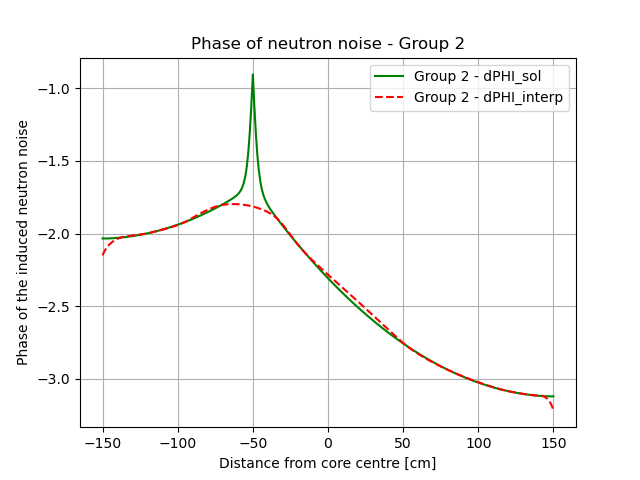 Phase of neutron noise - Group 2
Group 2 - dPHI_sol
Group 2 - dPHI_interp
Phase of the induced neutron noise
−1.0
−1.5
−2.0
−2.5
−3.0
−150
−100
−50
0
50
100
150
Distance from core centre [cm]